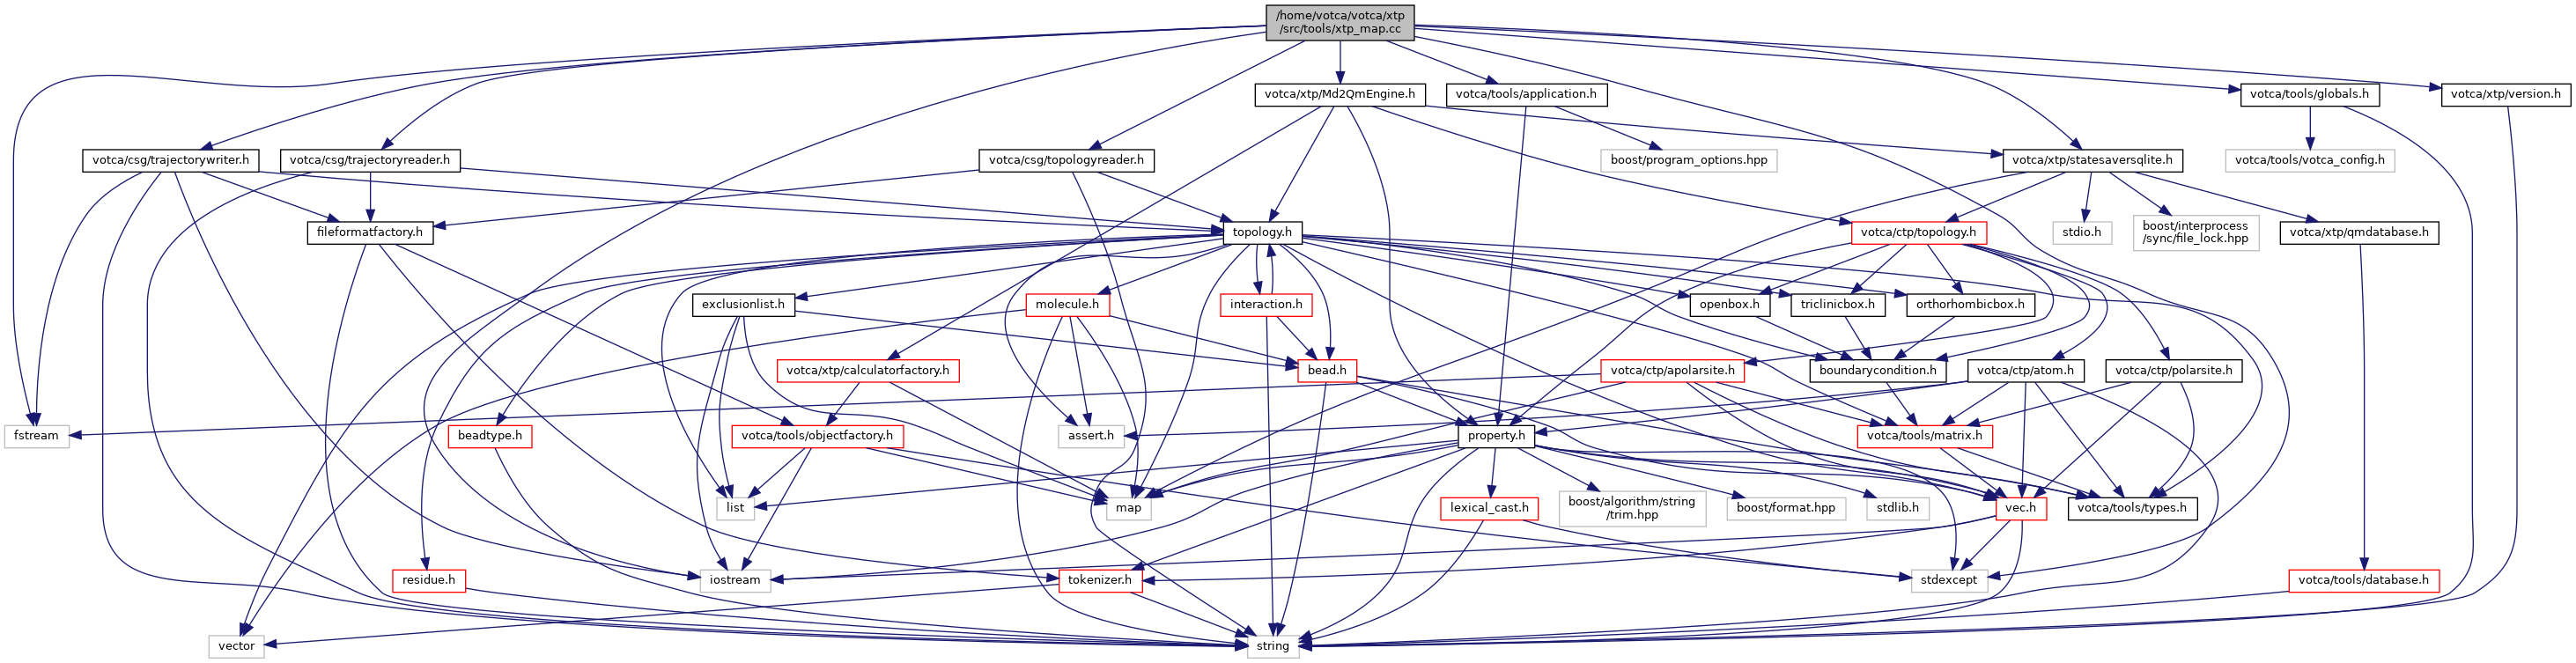 /home/votca/votca/xtp
/src/tools/xtp_map.cc
votca/xtp/Md2QmEngine.h
votca/tools/application.h
votca/tools/globals.h
votca/xtp/version.h
votca/csg/trajectorywriter.h
votca/csg/trajectoryreader.h
votca/csg/topologyreader.h
boost/program_options.hpp
votca/xtp/statesaversqlite.h
votca/tools/votca_config.h
fileformatfactory.h
topology.h
votca/ctp/topology.h
stdio.h
boost/interprocess
/sync/file_lock.hpp
votca/xtp/qmdatabase.h
exclusionlist.h
molecule.h
interaction.h
openbox.h
triclinicbox.h
orthorhombicbox.h
votca/xtp/calculatorfactory.h
bead.h
votca/ctp/apolarsite.h
boundarycondition.h
votca/ctp/atom.h
votca/ctp/polarsite.h
fstream
beadtype.h
votca/tools/objectfactory.h
assert.h
property.h
votca/tools/matrix.h
list
map
lexical_cast.h
boost/algorithm/string
/trim.hpp
boost/format.hpp
stdlib.h
vec.h
votca/tools/types.h
residue.h
iostream
tokenizer.h
stdexcept
votca/tools/database.h
vector
string